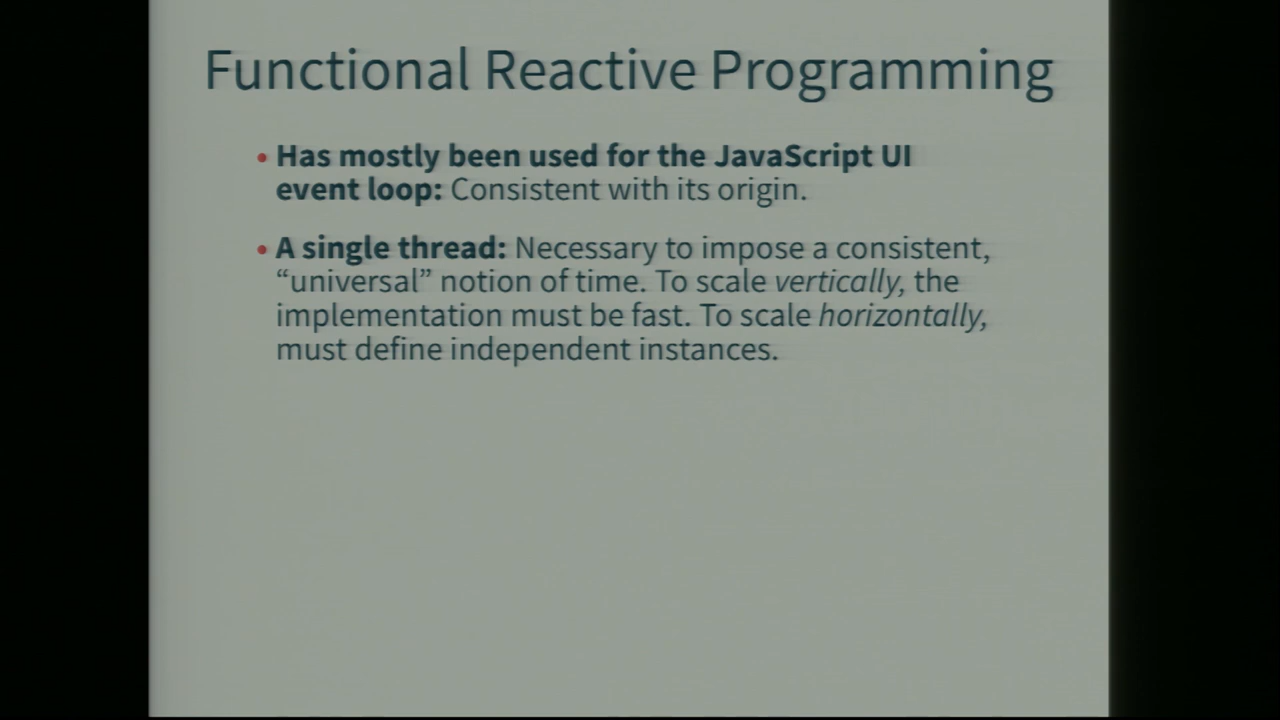 Functional Reactive Programming
• Has mostly been used for the JavaScript UI
event loop: Consistent with its origin.
• A single thread: Necessary to impose a consistent,
“universal” notion of time. To scale vertically, the
implementation must be fast. To scale horizontally,
must define independent instances.